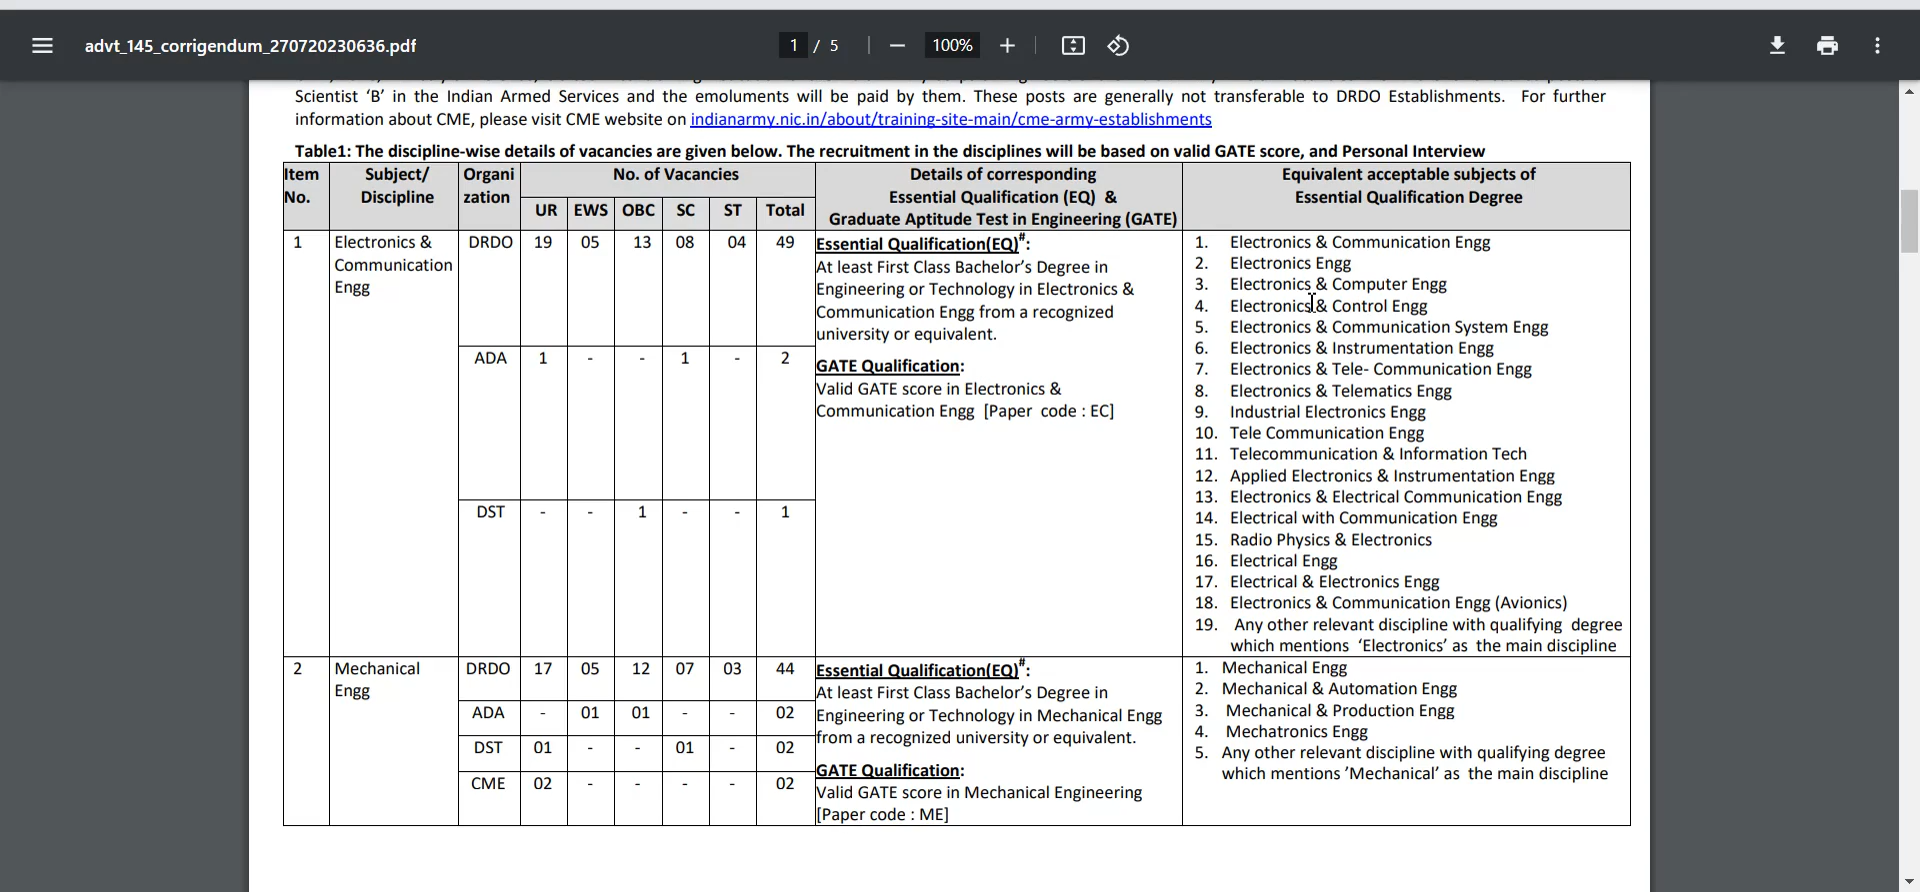 advt_145_corrigendum_270720230636.pdf
1 / 5
100%
Scientist ‘B’ in the Indian Armed Services and the emoluments will be paid by them. These posts are generally not transferable to DRDO Establishments. For further
information about CME, please visit CME website on indianarmy.nic.in/about/training-site-main/cme-army-establishments
Table1: The discipline-wise details of vacancies are given below. The recruitment in the disciplines will be based on valid GATE score, and Personal Interview
Item No.
Subject/ Discipline
Organi zation
No. of Vacancies
UR EWS OBC SC ST Total
Details of corresponding
Essential Qualification (EQ) &
Graduate Aptitude Test in Engineering (GATE)
Equivalent acceptable subjects of
Essential Qualification Degree
1
Electronics &
Communication
Engg
DRDO 19 05 13 08 04 49
ADA 1 - - 1 - 2
DST - - 1 - - 1
Essential Qualification(EQ)#:
At least First Class Bachelor’s Degree in
Engineering or Technology in Electronics &
Communication Engg from a recognized
university or equivalent.
GATE Qualification:
Valid GATE score in Electronics &
Communication Engg [Paper code : EC]
1. Electronics & Communication Engg
2. Electronics Engg
3. Electronics & Computer Engg
4. Electronics & Control Engg
5. Electronics & Communication System Engg
6. Electronics & Instrumentation Engg
7. Electronics & Tele- Communication Engg
8. Electronics & Telematics Engg
9. Industrial Electronics Engg
10. Tele Communication Engg
11. Telecommunication & Information Tech
12. Applied Electronics & Instrumentation Engg
13. Electronics & Electrical Communication Engg
14. Electrical with Communication Engg
15. Radio Physics & Electronics
16. Electrical Engg
17. Electrical & Electronics Engg
18. Electronics & Communication Engg (Avionics)
19. Any other relevant discipline with qualifying degree
which mentions ‘Electronics’ as the main discipline
2
Mechanical
Engg
DRDO 17 05 12 07 03 44
ADA - 01 01 - - 02
DST 01 - - 01 - 02
CME 02 - - - - 02
Essential Qualification(EQ)#:
At least First Class Bachelor’s Degree in
Engineering or Technology in Mechanical Engg
from a recognized university or equivalent.
GATE Qualification:
Valid GATE score in Mechanical Engineering
[Paper code : ME]
1. Mechanical Engg
2. Mechanical & Automation Engg
3. Mechanical & Production Engg
4. Mechatronics Engg
5. Any other relevant discipline with qualifying degree
which mentions ’Mechanical’ as the main discipline